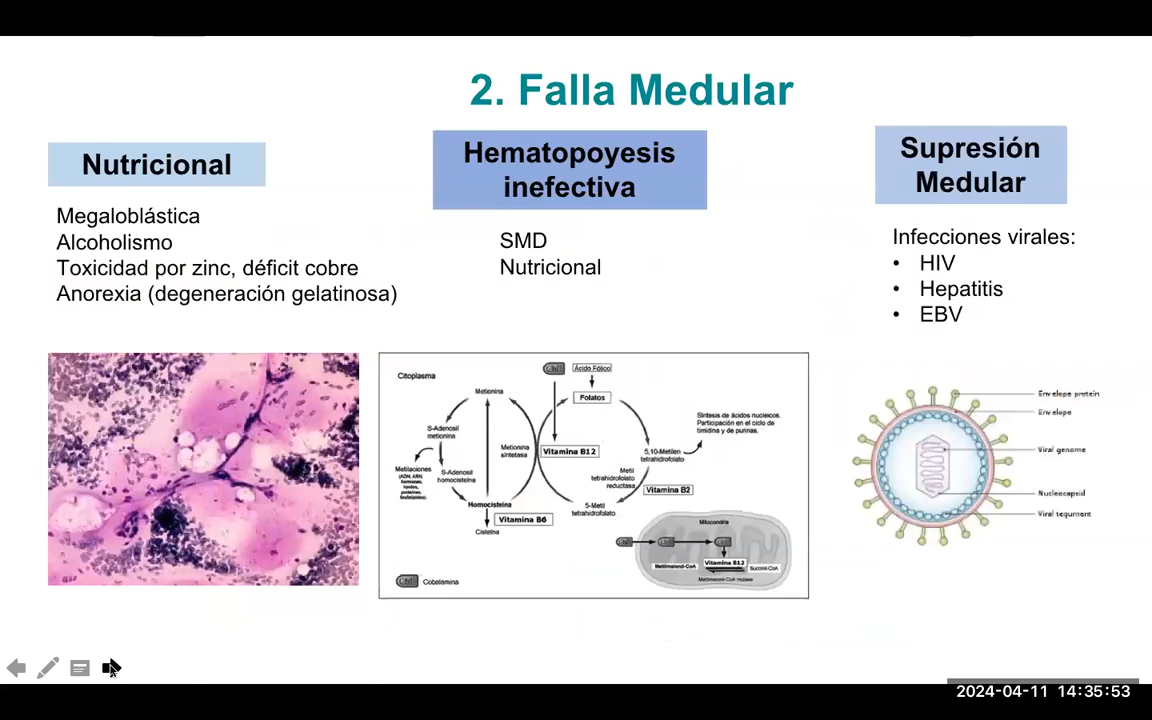 2. Falla Medular
Nutricional
Megaloblástica
Alcoholismo
Toxicidad por zinc, déficit cobre
Anorexia (degeneración gelatinosa)
Hematopoyesis
inefectiva
SMD
Nutricional
Supresión
Medular
Infecciones virales:
• HIV
• Hepatitis
• EBV
Citoplasma
Cbl
Ácido Fólico
Metionina
Folatos
S-Adenosil
metionina
Metionina
sintetasa
Vitamina B12
Síntesis de ácidos nucleicos.
Participación en el ciclo de
timidina y de purinas.
5,10-Metilen
tetrahidrofolato
Metilaciones
(ADN, ARN
hormonas,
lípidos,
proteínas,
S-Adenosil
homocisteina
Metil
tetrahidrofolato
reductasa
Vitamina B2
Homocisteina
Vitamina B6
Cisteina
5-Metil
tetrahidrofolato
Mitocondria
Cbl
Cbl
Cbl
Metilmalonil-CoA
Vitamina B12
Succinil-CoA
Metilmalonil-CoA mutasa
Cbl
Cobalamina
Envelope protein
Envelope
Viral genome
Nucleocapsid
Viral tegument
2024-04-11 14:35:53